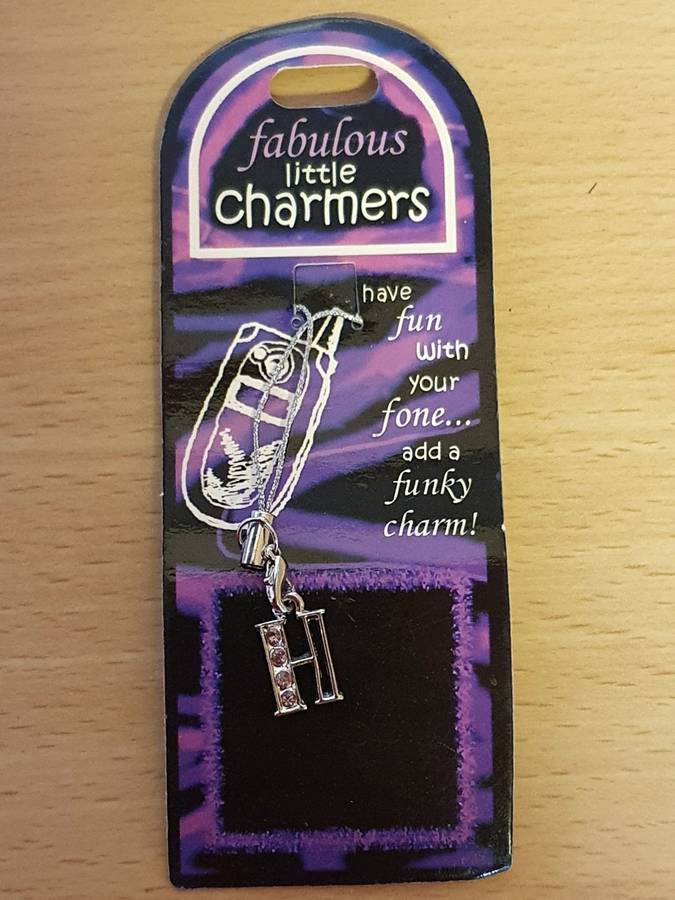 fabulous
little
charmers
have
fun
with
your
fone...
add a
funky
charm!
H